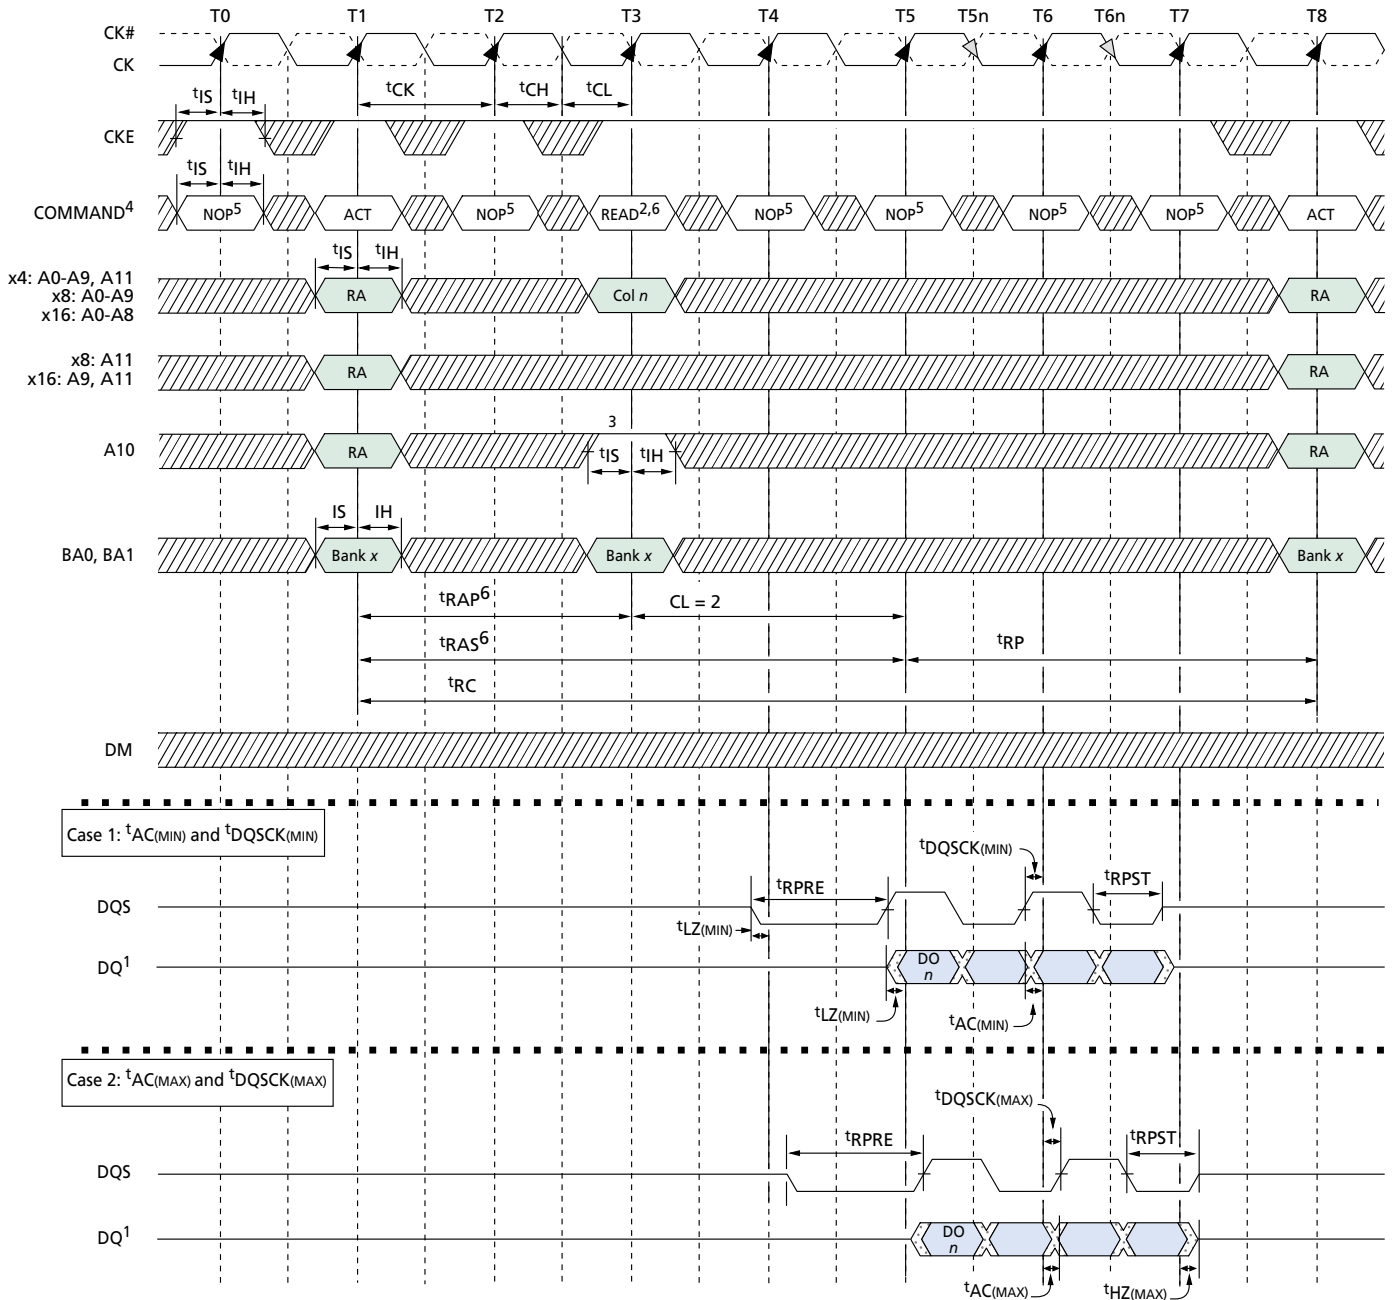 T0 T1 T2 T3 T4 T5 T5n T6 T6n T7 T8
CK#
CK
tIS tIH tCK tCH tCL
CKE
tIS tIH
COMMAND4 NOP5 ACT NOP5 READ2,6 NOP5 NOP5 NOP5 NOP5 ACT
tIS tIH
x4: A0-A9, A11
x8: A0-A9
x16: A0-A8
RA Col n RA
x8: A11
x16: A9, A11
RA RA
3
A10 RA RA
tIS tIH
IS IH
BA0, BA1 Bank x Bank x Bank x
tRAP6 CL = 2
tRAS6 tRP
tRC
DM
Case 1: tAC(MIN) and tDQSCK(MIN)
tDQSCK(MIN)
tRPRE tRPST
DQS
tLZ(MIN)
DQ1 DO
n
tLZ(MIN) tAC(MIN)
Case 2: tAC(MAX) and tDQSCK(MAX)
tDQSCK(MAX)
tRPRE tRPST
DQS
DQ1 DO
n
tAC(MAX) tHZ(MAX)